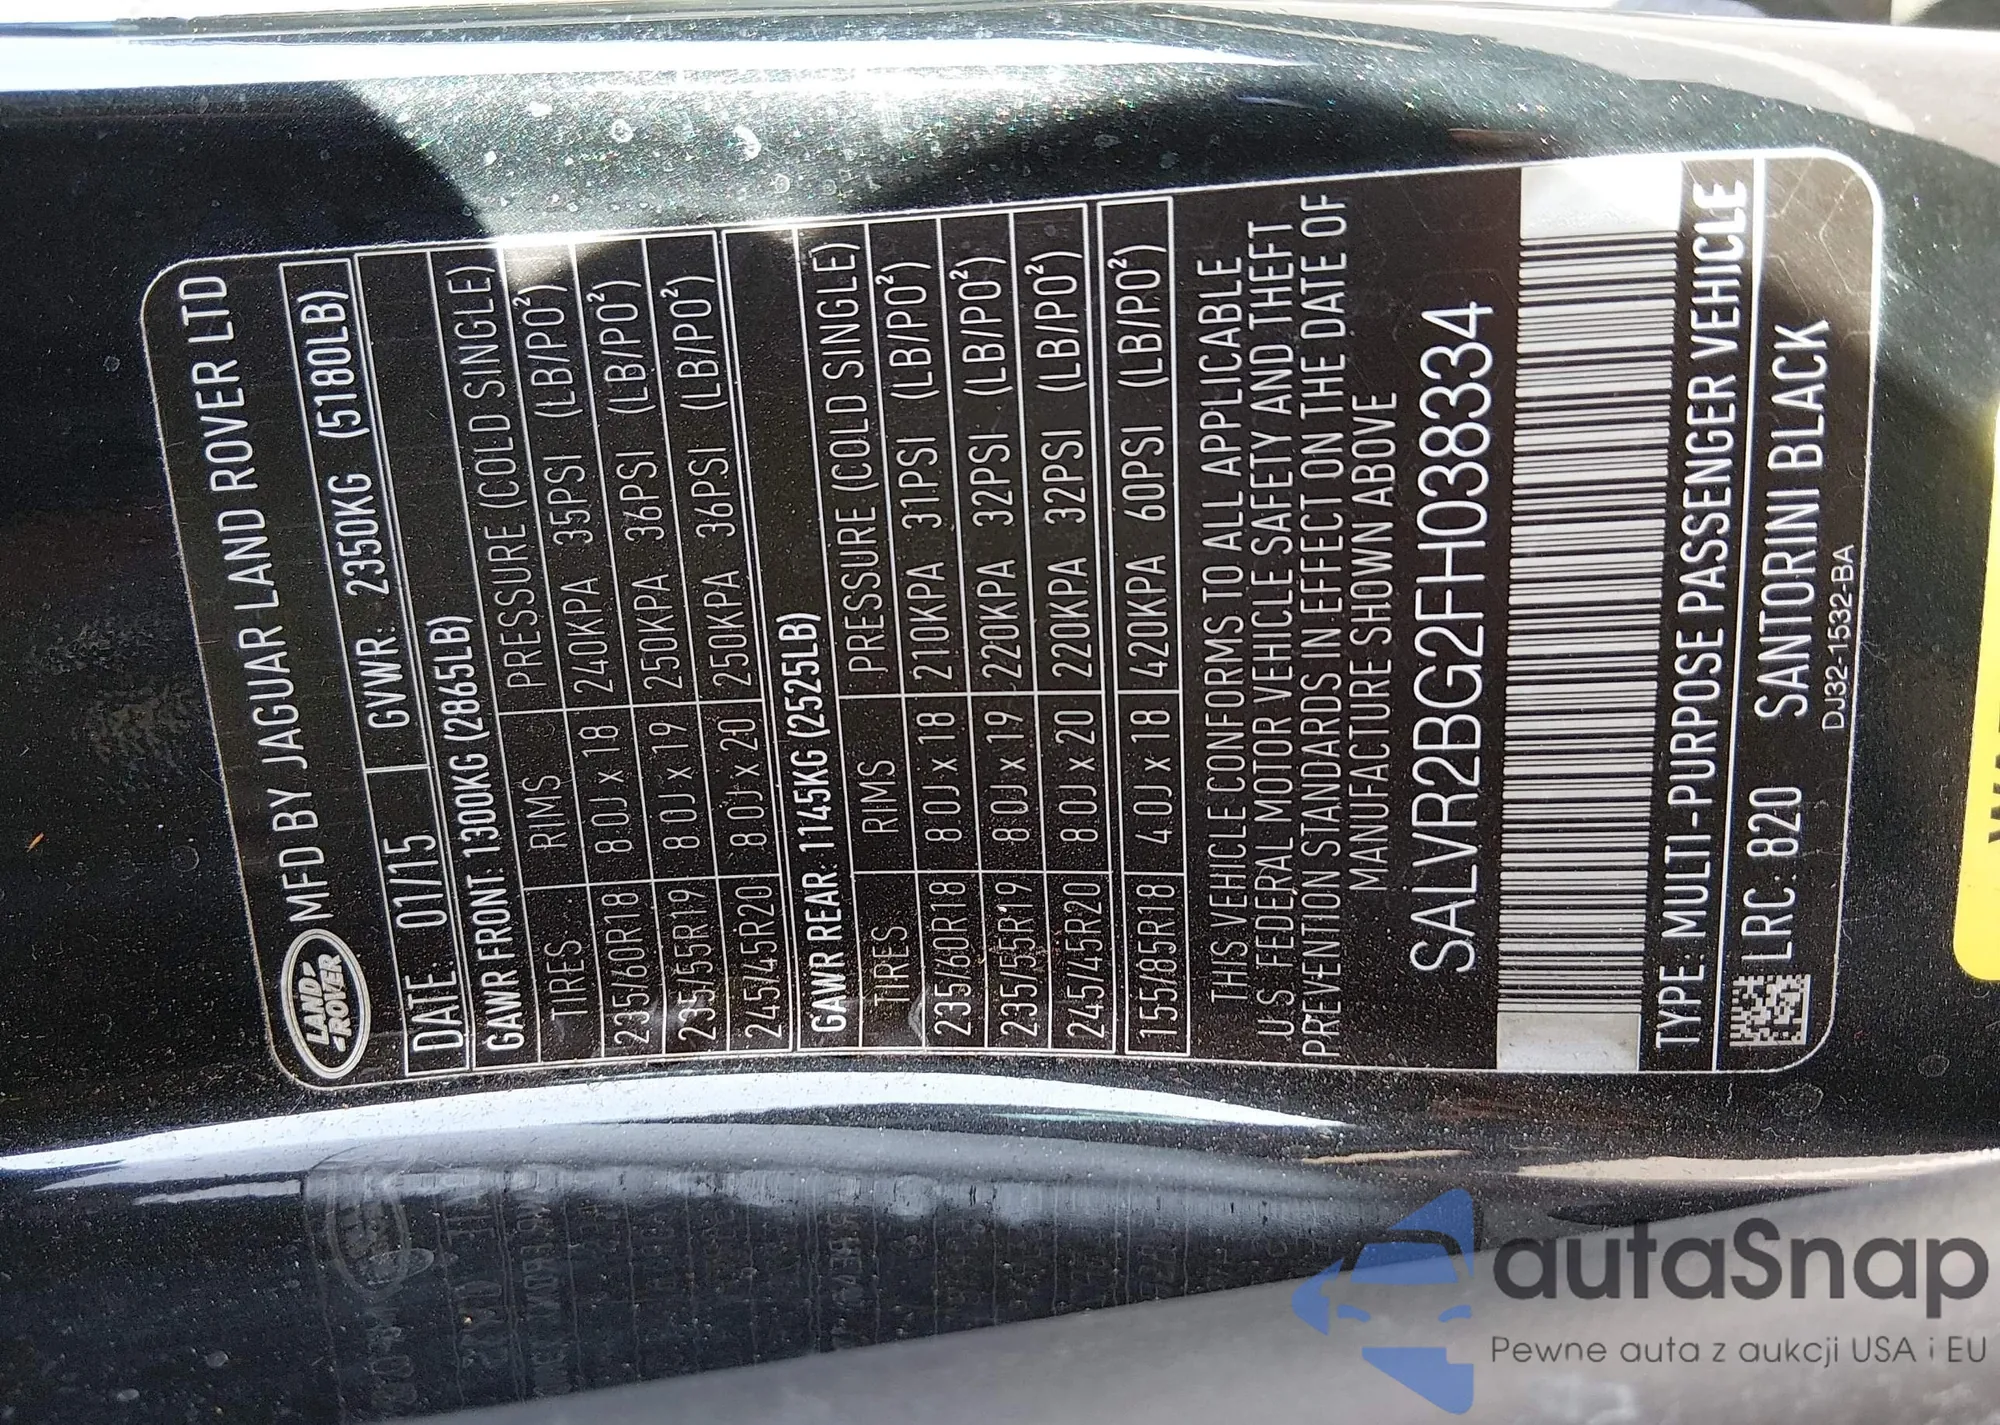 LAND ROVER
MFD BY JAGUAR LAND ROVER LTD
DATE: 01/15 GVWR: 2350KG (5180LB)
GAWR FRONT: 1300KG (2865LB)
TIRES RIMS PRESSURE (COLD SINGLE)
235/60R18 8.0J x 18 240KPA 35PSI (LB/PO²)
235/55R19 8.0J x 19 250KPA 36PSI (LB/PO²)
245/45R20 8.0J x 20 250KPA 36PSI (LB/PO²)
GAWR REAR: 1145KG (2525LB)
TIRES RIMS PRESSURE (COLD SINGLE)
235/60R18 8.0J x 18 210KPA 31PSI (LB/PO²)
235/55R19 8.0J x 19 220KPA 32PSI (LB/PO²)
245/45R20 8.0J x 20 220KPA 32PSI (LB/PO²)
155/85R18 4.0J x 18 420KPA 60PSI (LB/PO²)
THIS VEHICLE CONFORMS TO ALL APPLICABLE
U.S FEDERAL MOTOR VEHICLE SAFETY AND THEFT
PREVENTION STANDARDS IN EFFECT ON THE DATE OF
MANUFACTURE SHOWN ABOVE
SALVR2BG2FH038334
TYPE: MULTI-PURPOSE PASSENGER VEHICLE
LRC: 820 SANTORINI BLACK
DJ32-1532-BA
autaSnap
Pewne auta z aukcji USA i EU